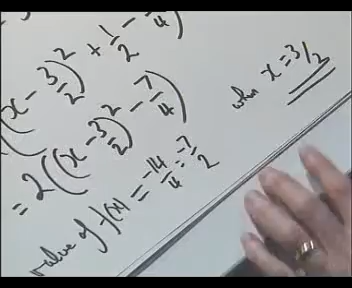 (x - 3/2)² + 1/2 - /4)
= 2((x - 3/2)² - 7/4)
value of f(x) = -14/4 = -7/2
when x = 3/2